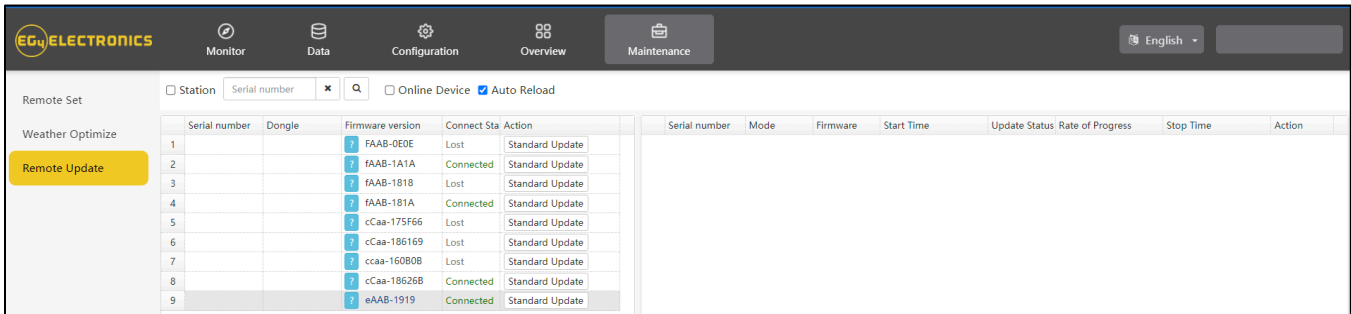 EG4 ELECTRONICS
Monitor Data Configuration Overview Maintenance
English
Remote Set
Weather Optimize
Remote Update
Station Serial number Online Device Auto Reload
Serial number Dongle Firmware version Connect Sta Action
1 ? FAAB-0E0E Lost Standard Update
2 ? fAAB-1A1A Connected Standard Update
3 ? fAAB-1818 Lost Standard Update
4 ? fAAB-181A Connected Standard Update
5 ? cCaa-175F66 Lost Standard Update
6 ? cCaa-186169 Lost Standard Update
7 ? ccaa-160B0B Lost Standard Update
8 ? cCaa-18626B Connected Standard Update
9 ? eAAB-1919 Connected Standard Update
Serial number Mode Firmware Start Time Update Status Rate of Progress Stop Time Action